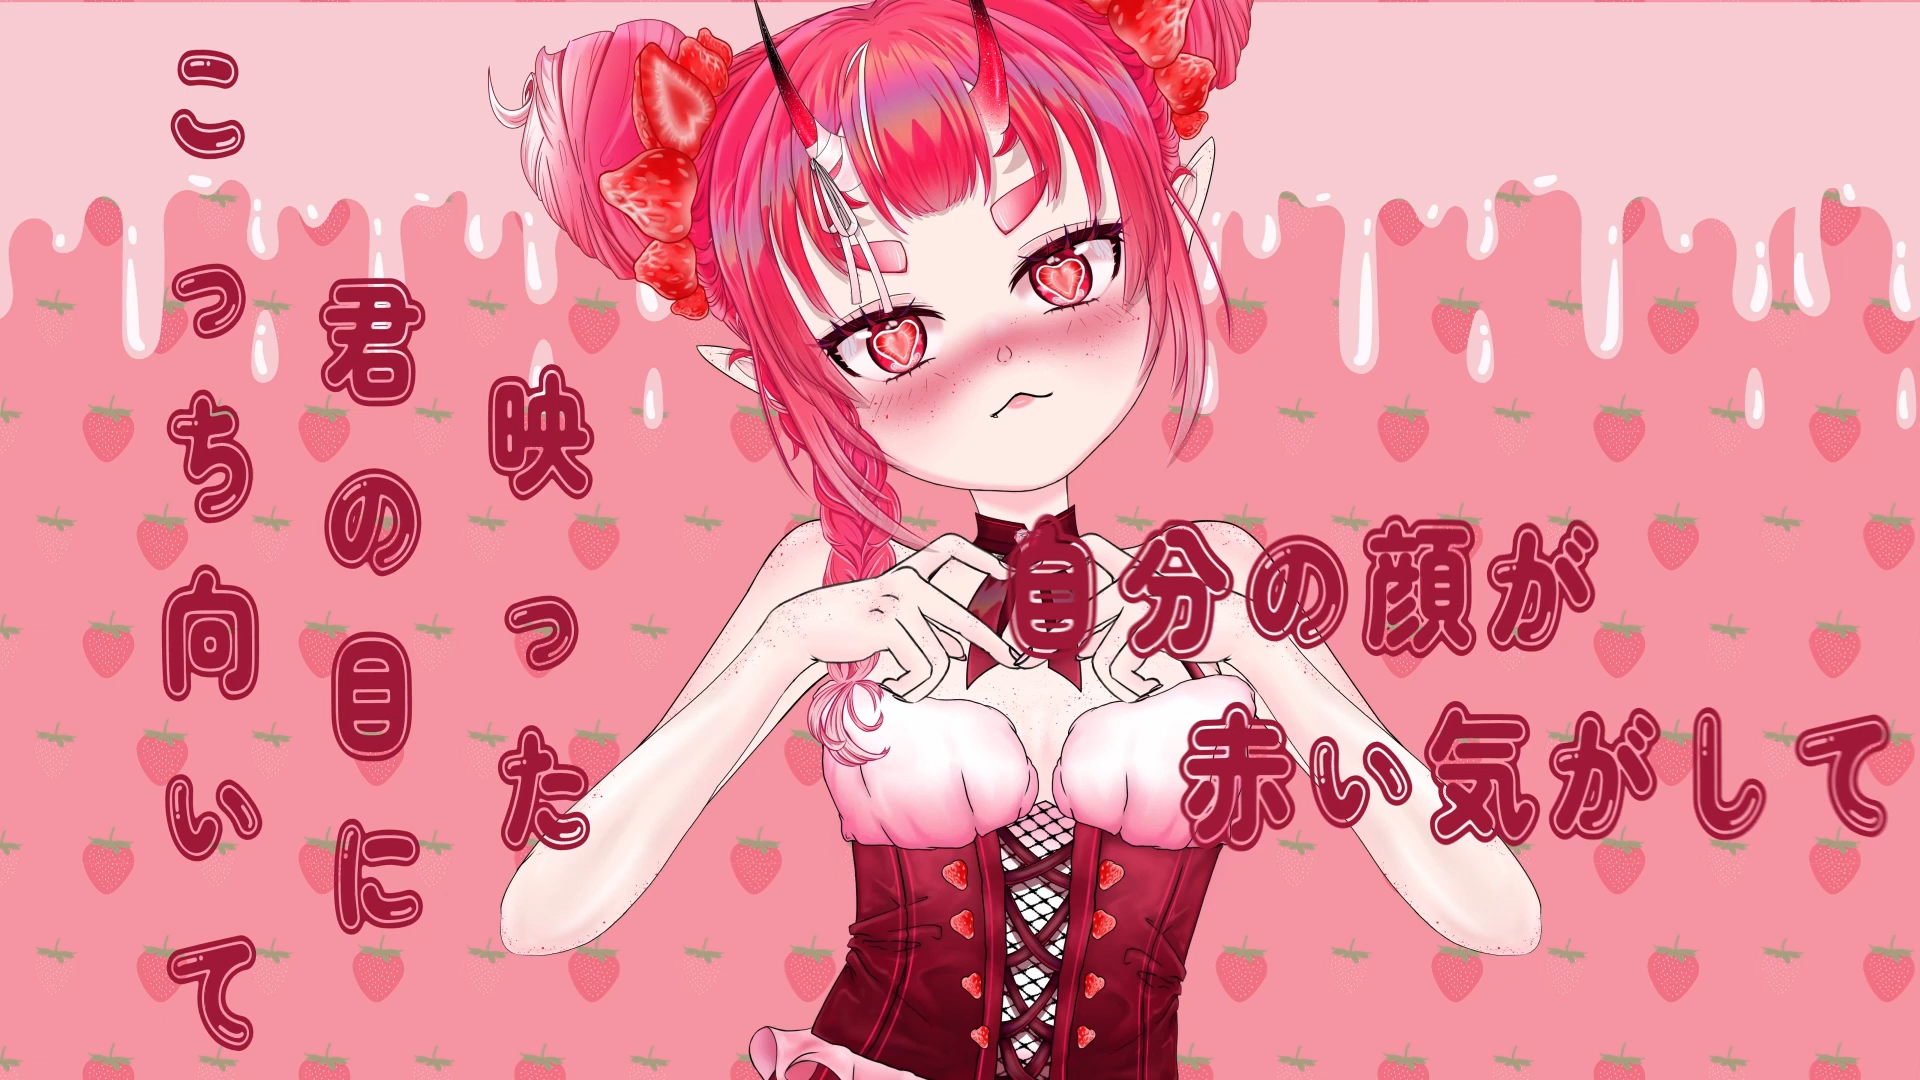 こっち向いて
君の目に
映った
自分の顔が
赤い気がして